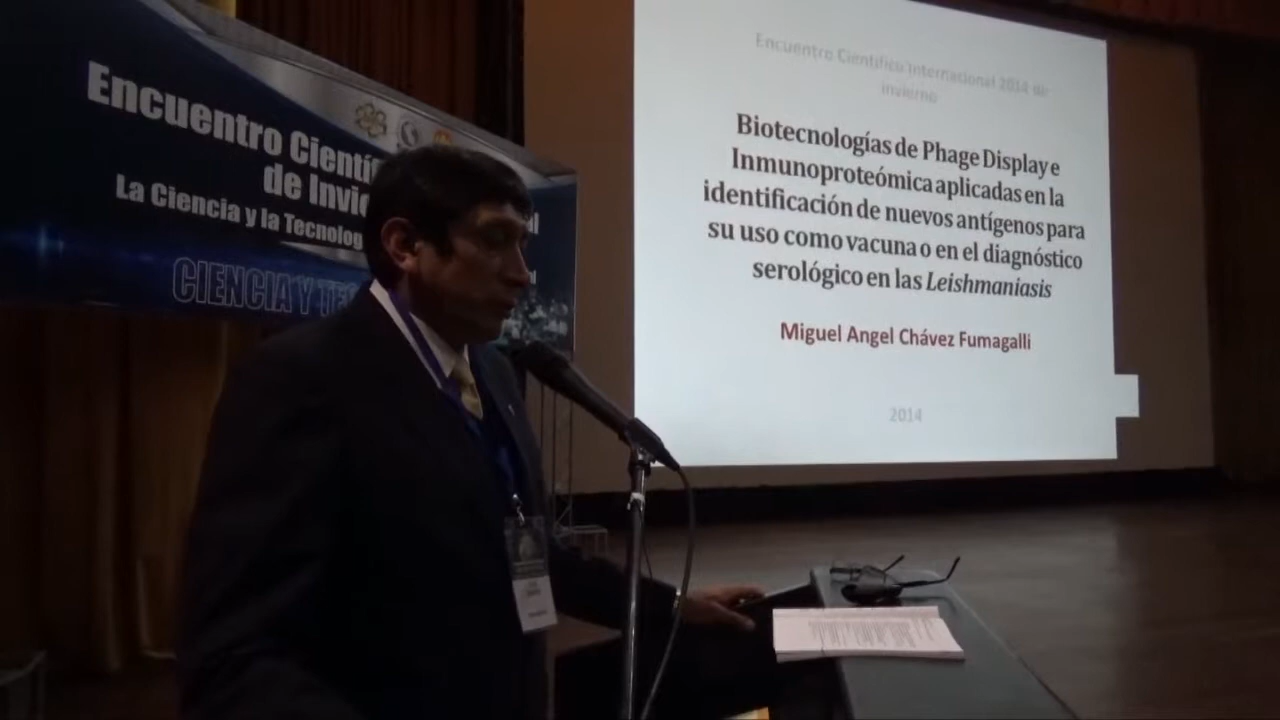 Encuentro Científ
de Invie
La Ciencia y la Tecnolog
CIENCIA Y TE
Encuentro Científico Internacional 2014 de
invierno
Biotecnologías de Phage Display e
Inmunoproteómica aplicadas en la
identificación de nuevos antígenos para
su uso como vacuna o en el diagnóstico
serológico en las Leishmaniasis
Miguel Angel Chávez Fumagalli
2014